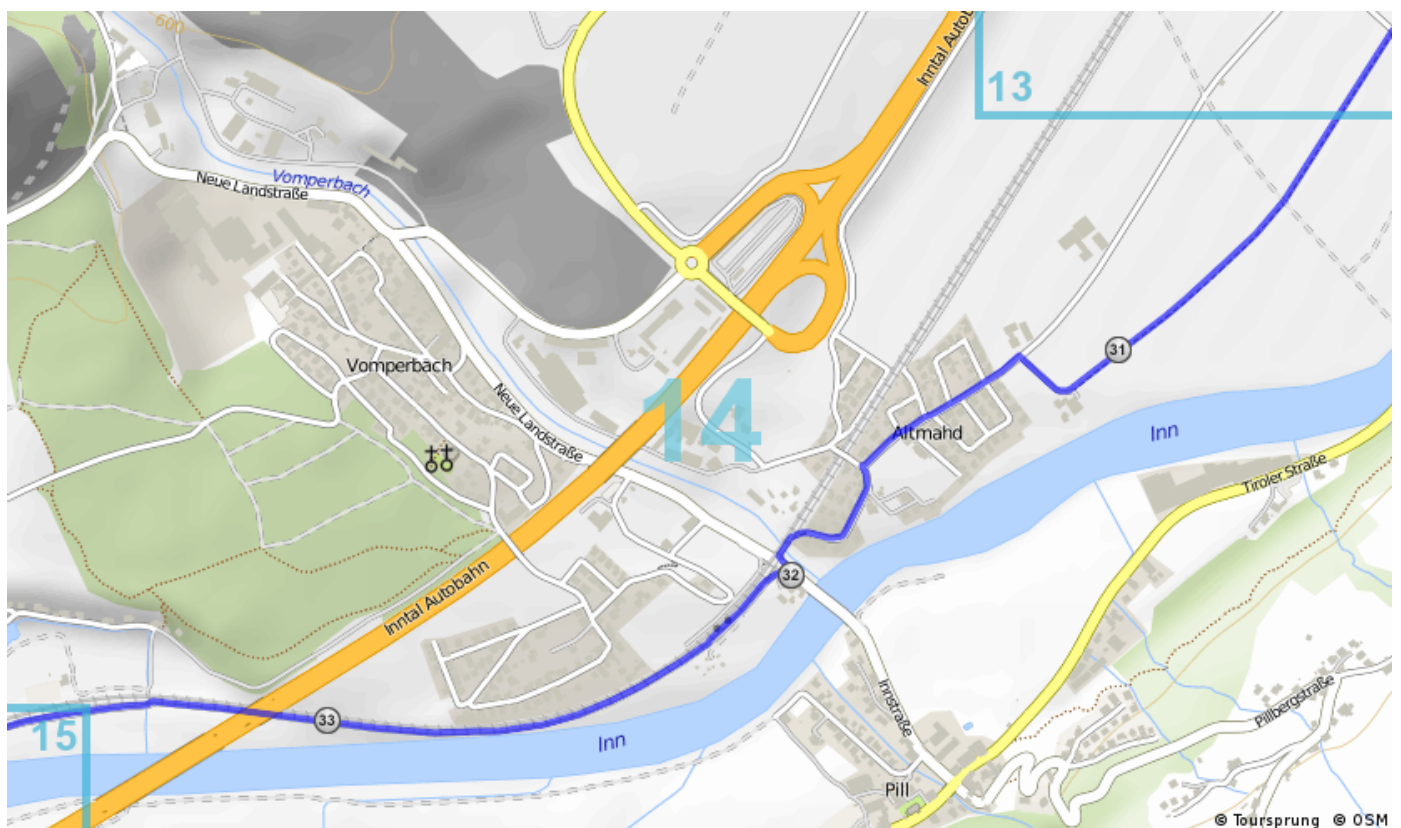 600
Inntal Autob
13
Vomperbach
Neue Landstraße
31
Vomperbach
14
Neue Landstraße
Altmahd
Inn
Tiroler Straße
32
Inntal Autobahn
33
15
Inn
Innstraße
Pillbergstraße
Pill
© Toursprung © OSM